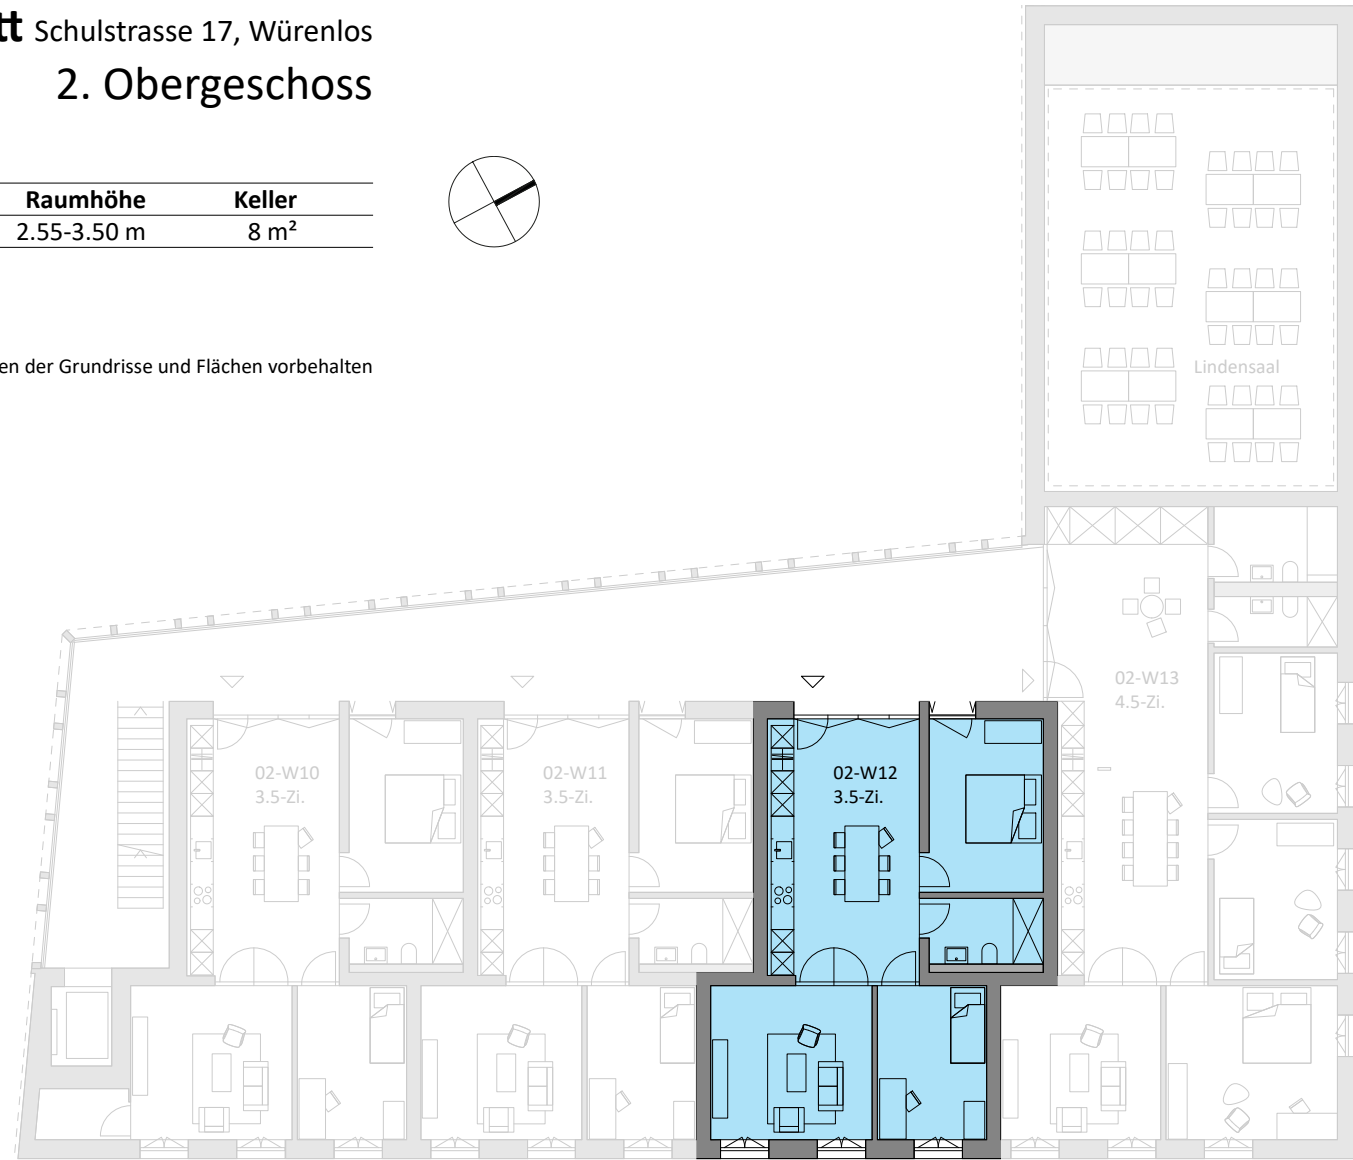 tt Schulstrasse 17, Würenlos
2. Obergeschoss
Raumhöhe Keller
2.55-3.50 m 8 m²
en der Grundrisse und Flächen vorbehalten
Lindensaal
02-W13
4.5-Zi.
02-W10
3.5-Zi.
02-W11
3.5-Zi.
02-W12
3.5-Zi.